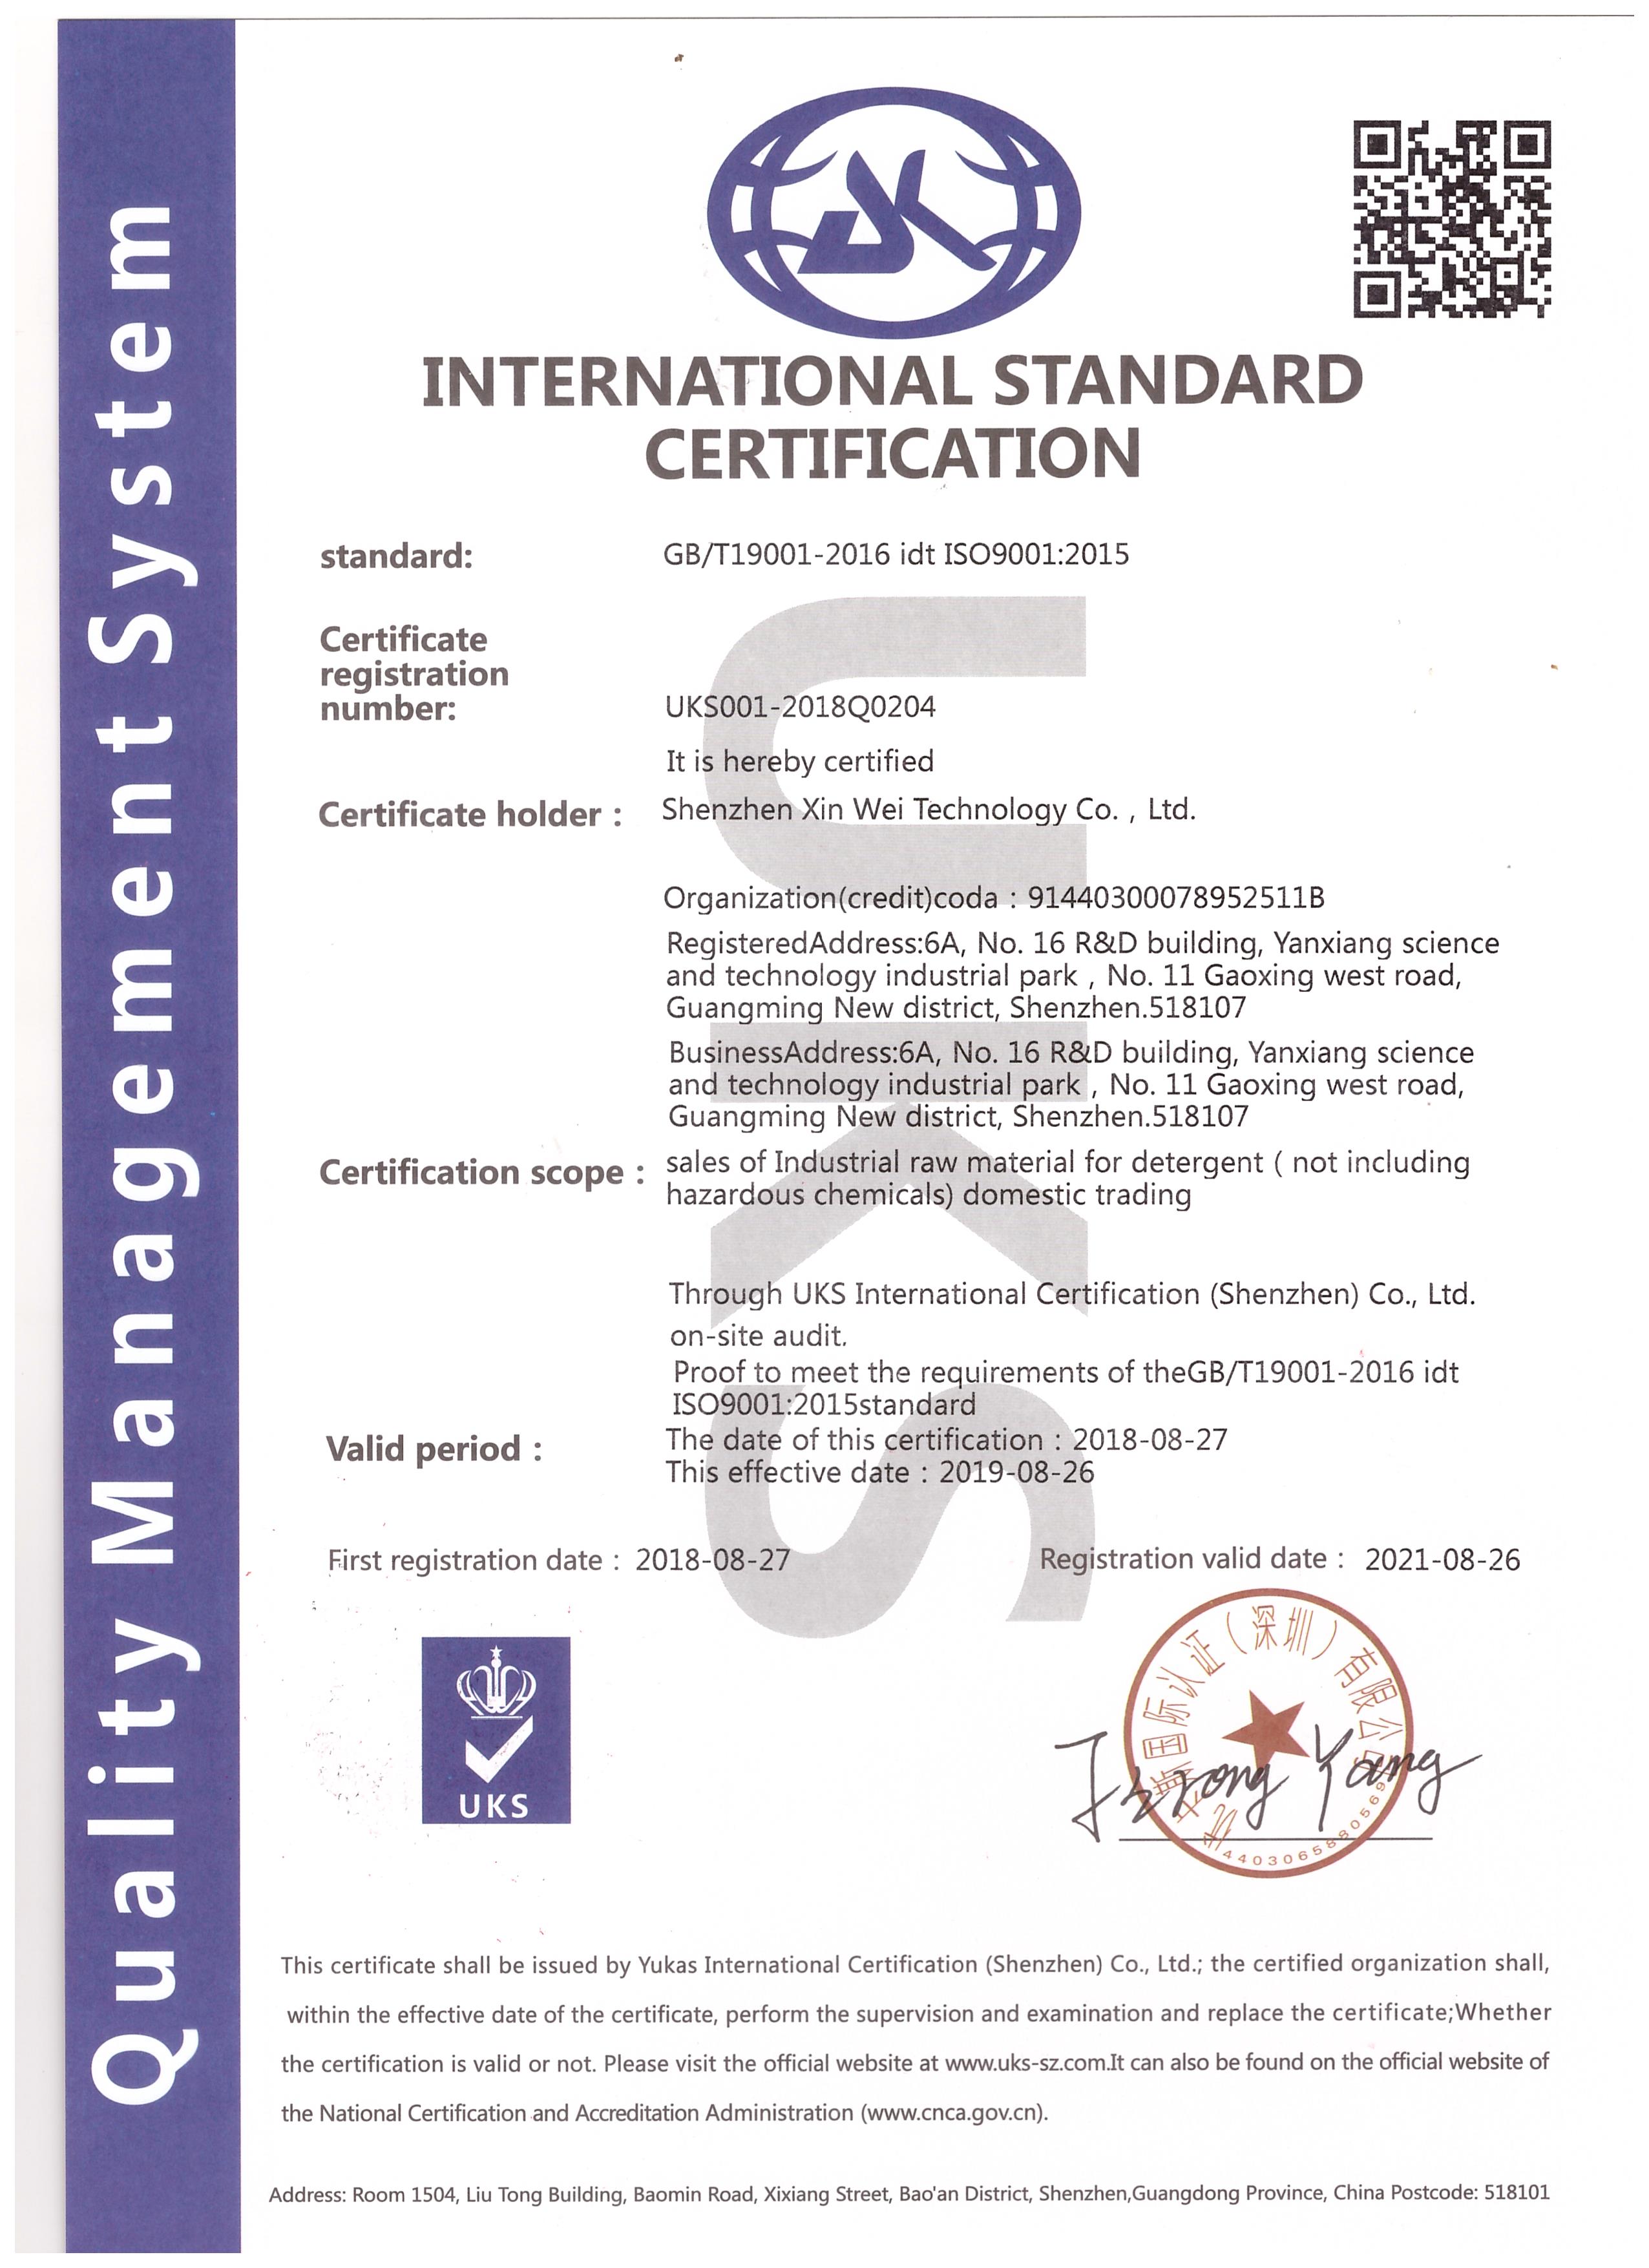 Quality Management System
INTERNATIONAL STANDARD
CERTIFICATION
standard: GB/T19001-2016 idt ISO9001:2015
Certificate
registration
number: UKS001-2018Q0204
It is hereby certified
Certificate holder : Shenzhen Xin Wei Technology Co. , Ltd.
Organization(credit)coda : 91440300078952511B
RegisteredAddress:6A, No. 16 R&D building, Yanxiang science
and technology industrial park , No. 11 Gaoxing west road,
Guangming New district, Shenzhen.518107
BusinessAddress:6A, No. 16 R&D building, Yanxiang science
and technology industrial park , No. 11 Gaoxing west road,
Guangming New district, Shenzhen.518107
Certification scope : sales of Industrial raw material for detergent ( not including
hazardous chemicals) domestic trading
Through UKS International Certification (Shenzhen) Co., Ltd.
on-site audit.
Proof to meet the requirements of theGB/T19001-2016 idt
ISO9001:2015standard
Valid period : The date of this certification : 2018-08-27
This effective date : 2019-08-26
First registration date : 2018-08-27 Registration valid date : 2021-08-26
UKS
UKS
国际认证(深圳)有限公司
Yang
This certificate shall be issued by Yukas International Certification (Shenzhen) Co., Ltd.; the certified organization shall,
within the effective date of the certificate, perform the supervision and examination and replace the certificate;Whether
the certification is valid or not. Please visit the official website at www.uks-sz.com.It can also be found on the official website of
the National Certification and Accreditation Administration (www.cnca.gov.cn).
Address: Room 1504, Liu Tong Building, Baomin Road, Xixiang Street, Bao'an District, Shenzhen,Guangdong Province, China Postcode: 518101